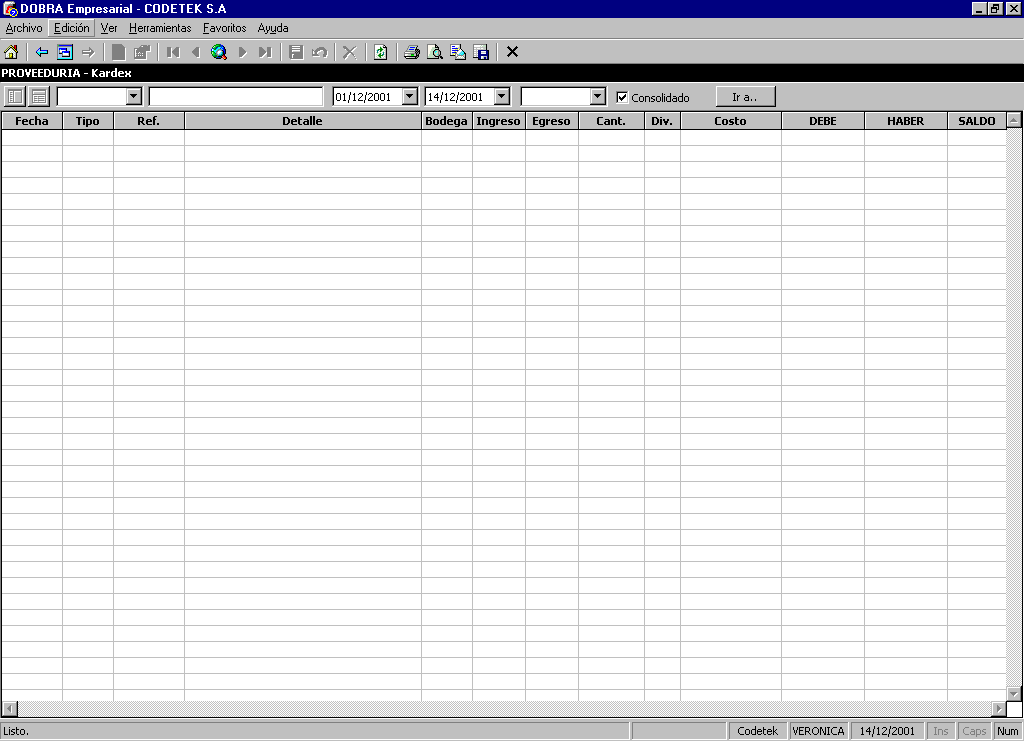 DOBRA Empresarial - CODETEK S.A
Archivo Edición Ver Herramientas Favoritos Ayuda
PROVEEDURIA - Kardex
01/12/2001 14/12/2001 Consolidado Ir a..
Fecha Tipo Ref. Detalle Bodega Ingreso Egreso Cant. Div. Costo DEBE HABER SALDO
Listo. Codetek VERONICA 14/12/2001 Ins Caps Num